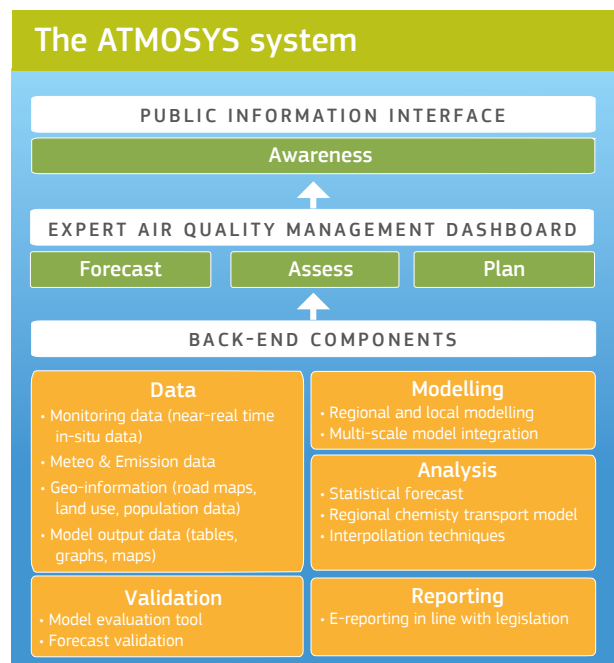 The ATMOSYS system
PUBLIC INFORMATION INTERFACE
Awareness
EXPERT AIR QUALITY MANAGEMENT DASHBOARD
Forecast
Assess
Plan
BACK-END COMPONENTS
Data
• Monitoring data (near-real time
in-situ data)
• Meteo & Emission data
• Geo-information (road maps,
land use, population data)
• Model output data (tables,
graphs, maps)
Modelling
• Regional and local modelling
• Multi-scale model integration
Analysis
• Statistical forecast
• Regional chemisty transport model
• Interpollation techniques
Validation
• Model evaluation tool
• Forecast validation
Reporting
• E-reporting in line with legislation